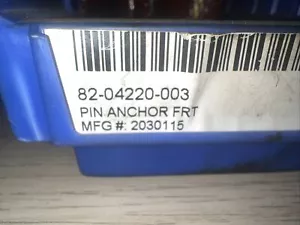 82-04220-003
PIN ANCHOR FRT
MFG #: 2030115